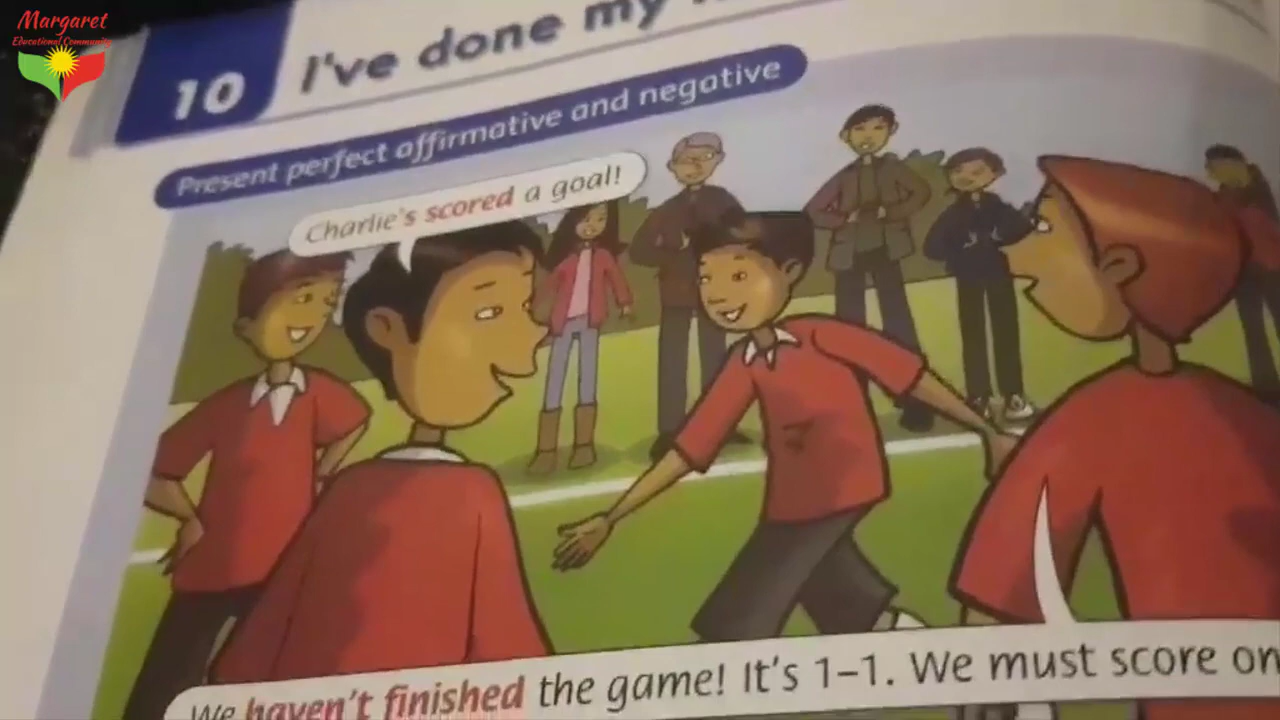 Margaret
Educational Community
10 I've done my
Present perfect affirmative and negative
Charlie's scored a goal!
We haven't finished the game! It's 1–1. We must score on